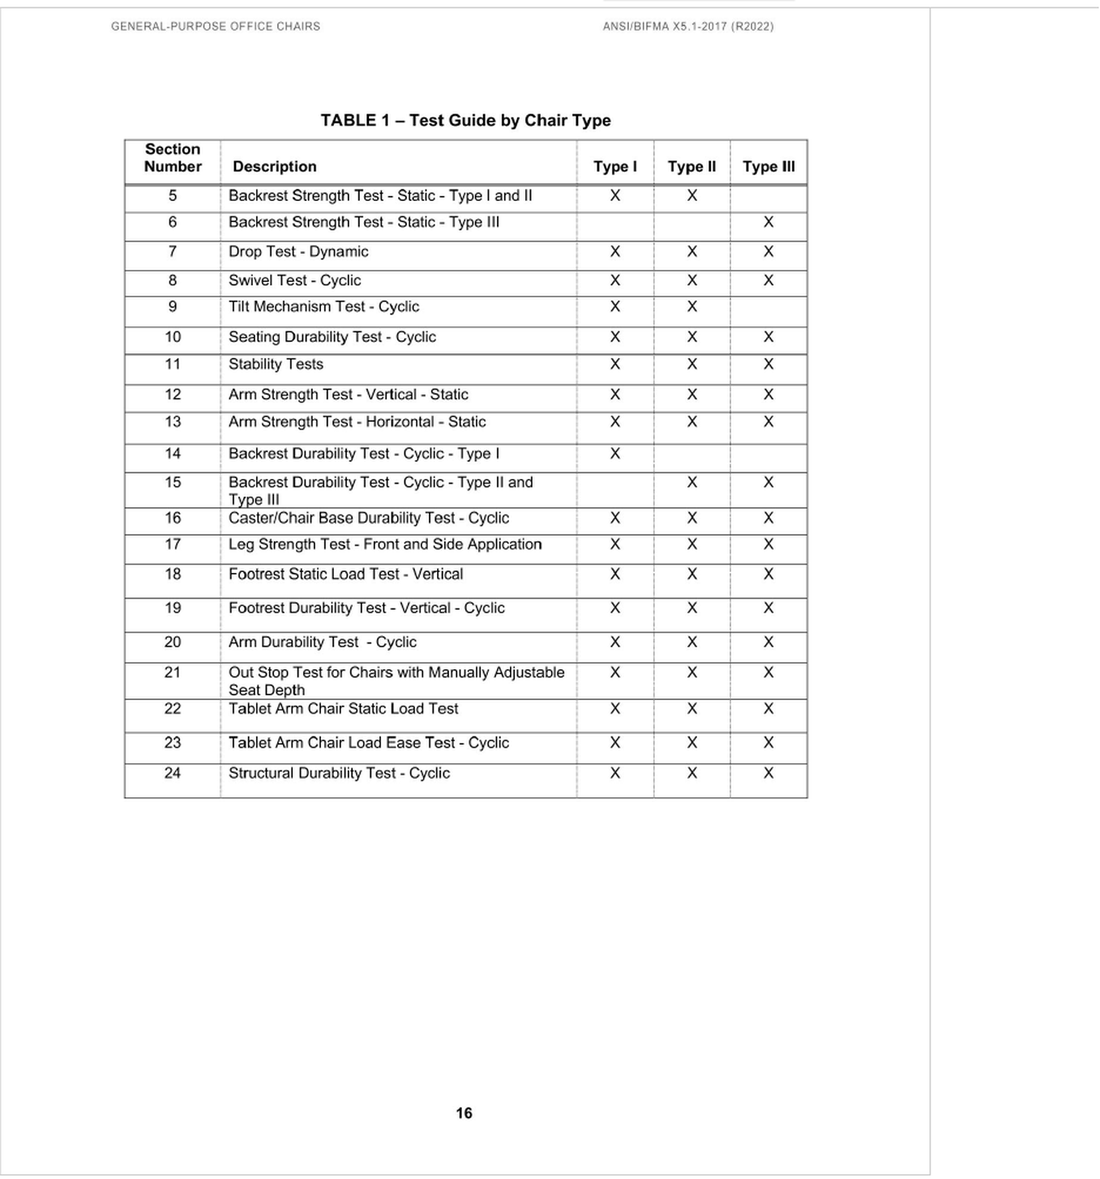 GENERAL-PURPOSE OFFICE CHAIRS ANSI/BIFMA X5.1-2017 (R2022)
TABLE 1 – Test Guide by Chair Type
Section
Number Description Type I Type II Type III
5 Backrest Strength Test - Static - Type I and II X X
6 Backrest Strength Test - Static - Type III X
7 Drop Test - Dynamic X X X
8 Swivel Test - Cyclic X X X
9 Tilt Mechanism Test - Cyclic X X
10 Seating Durability Test - Cyclic X X X
11 Stability Tests X X X
12 Arm Strength Test - Vertical - Static X X X
13 Arm Strength Test - Horizontal - Static X X X
14 Backrest Durability Test - Cyclic - Type I X
15 Backrest Durability Test - Cyclic - Type II and X X
Type III
16 Caster/Chair Base Durability Test - Cyclic X X X
17 Leg Strength Test - Front and Side Application X X X
18 Footrest Static Load Test - Vertical X X X
19 Footrest Durability Test - Vertical - Cyclic X X X
20 Arm Durability Test - Cyclic X X X
21 Out Stop Test for Chairs with Manually Adjustable X X X
Seat Depth
22 Tablet Arm Chair Static Load Test X X X
23 Tablet Arm Chair Load Ease Test - Cyclic X X X
24 Structural Durability Test - Cyclic X X X
16